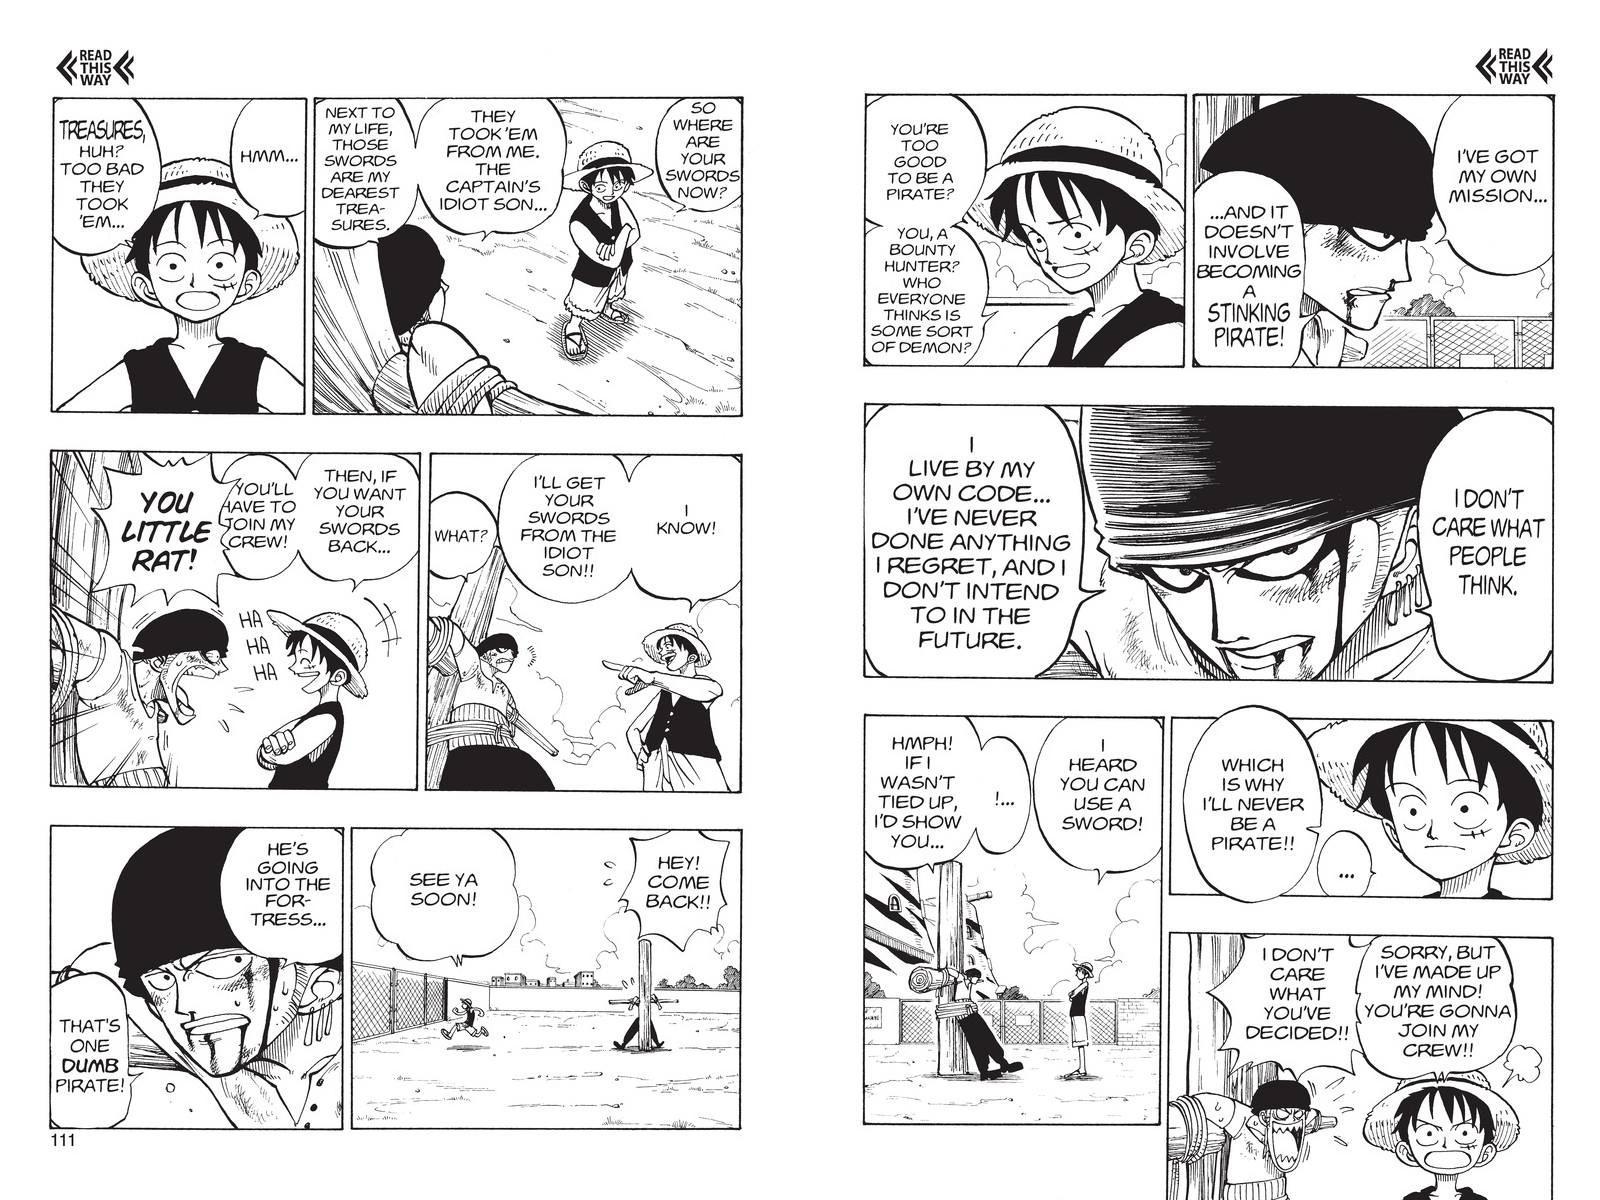 READ
THIS
WAY
I'VE GOT
MY OWN
MISSION...
...AND IT
DOESN'T
INVOLVE
BECOMING
A
STINKING
PIRATE!
YOU'RE
TOO
GOOD
TO BE A
PIRATE?
YOU, A
BOUNTY
HUNTER?
WHO
EVERYONE
THINKS IS
SOME SORT
OF DEMON?
I DON'T
CARE WHAT
PEOPLE
THINK.
I
LIVE BY MY
OWN CODE...
I'VE NEVER
DONE ANYTHING
I REGRET, AND I
DON'T INTEND
TO IN THE
FUTURE.
WHICH
IS WHY
I'LL NEVER
BE A
PIRATE!!
...
SORRY, BUT
I'VE MADE UP
MY MIND!
YOU'RE GONNA
JOIN MY
CREW!!
I DON'T
CARE
WHAT
YOU'VE
DECIDED!!
I
HEARD
YOU CAN
USE A
SWORD!
!...
HMPH!
IF I
WASN'T
TIED UP,
I'D SHOW
YOU...
READ
THIS
WAY
SO
WHERE
ARE
YOUR
SWORDS
NOW?
THEY
TOOK 'EM
FROM ME.
THE
CAPTAIN'S
IDIOT SON...
NEXT TO
MY LIFE,
THOSE
SWORDS
ARE MY
DEAREST
TREA-
SURES.
HMM...
TREASURES,
HUH?
TOO BAD
THEY
TOOK
'EM...
I
KNOW!
I'LL GET
YOUR
SWORDS
FROM THE
IDIOT
SON!!
WHAT?
THEN, IF
YOU WANT
YOUR
SWORDS
BACK...
YOU'LL
HAVE TO
JOIN MY
CREW!
HA
HA
HA
YOU
LITTLE
RAT!
HEY!
COME
BACK!!
SEE YA
SOON!
HE'S
GOING
INTO THE
FOR-
TRESS...
THAT'S
ONE
DUMB
PIRATE!
111